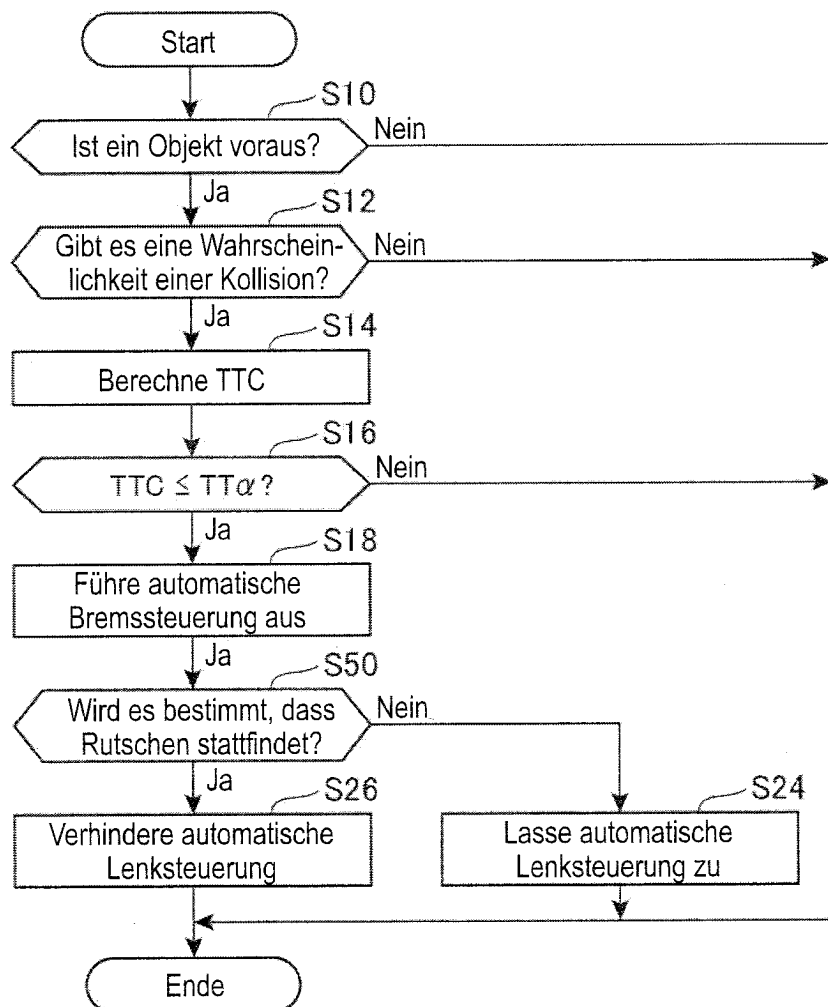 Start
S10
Ist ein Objekt voraus?
Nein
Ja
S12
Gibt es eine Wahrschein-
lichkeit einer Kollision?
Nein
Ja
S14
Berechne TTC
S16
TTC ≤ TTα?
Nein
Ja
S18
Führe automatische
Bremssteuerung aus
Ja
S50
Wird es bestimmt, dass
Rutschen stattfindet?
Nein
Ja
S26
Verhindere automatische
Lenksteuerung
S24
Lasse automatische
Lenksteuerung zu
Ende